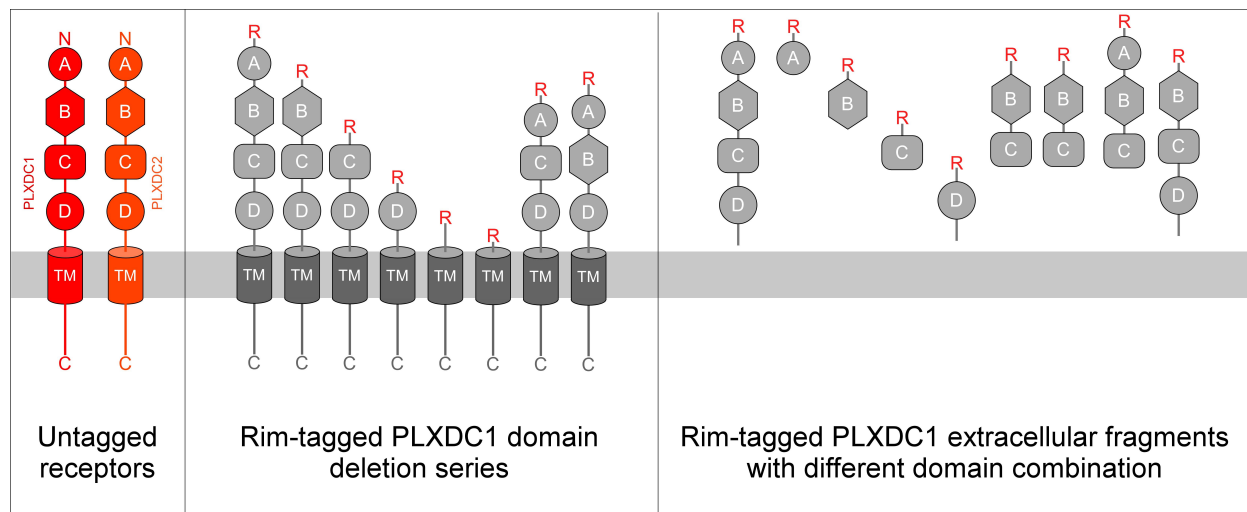 N N
A A
B B
C C
D D
PLXDC1
PLXDC2
TM TM
C C
Untagged
receptors
R
A
B
C
D
TM
C
R
B
C
D
TM
C
R
C
D
TM
C
R
D
TM
C
R
TM
C
R
TM
C
R
A
C
D
TM
C
R
A
B
D
TM
C
Rim-tagged PLXDC1 domain
deletion series
R
A
B
C
D
R
A
R
B
R
C
R
D
R
B
C
R
B
C
R
A
B
C
R
B
C
D
Rim-tagged PLXDC1 extracellular fragments
with different domain combination